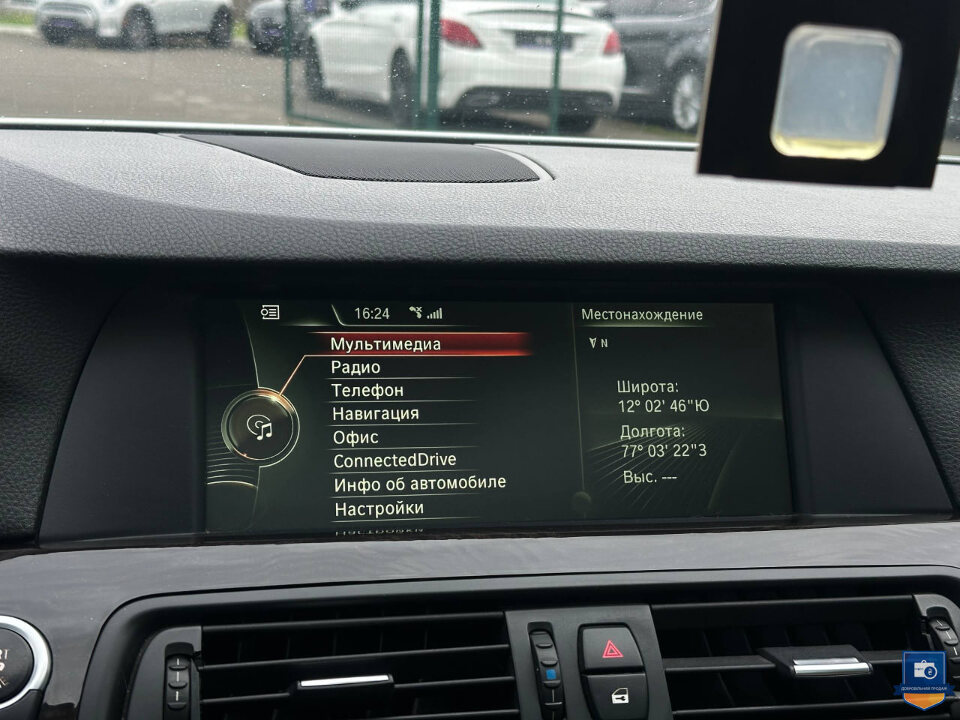 16:24
Местонахождение
Мультимедиа
Радио
Телефон
Навигация
Офис
ConnectedDrive
Инфо об автомобиле
Настройки
N
Широта:
12° 02' 46"Ю
Долгота:
77° 03' 22"З
Выс. ---